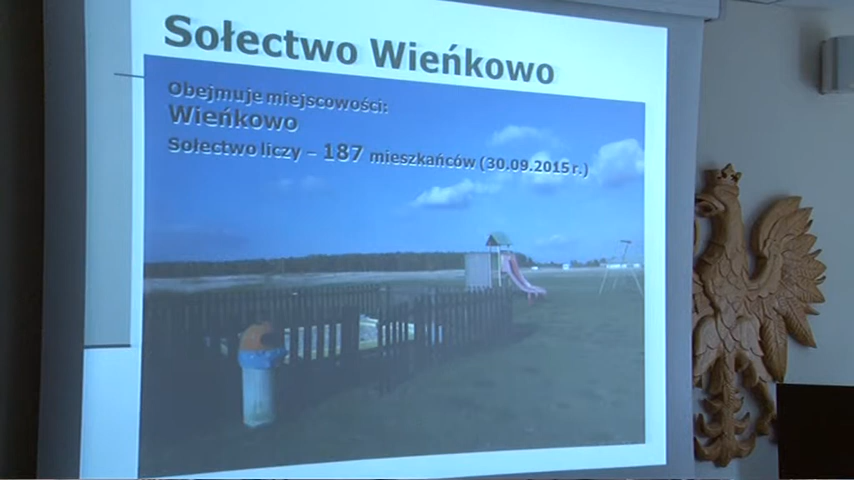 Sołectwo Wieńkowo
Obejmuje miejscowości:
Wieńkowo
Sołectwo liczy – 187 mieszkańców (30.09.2015 r.)